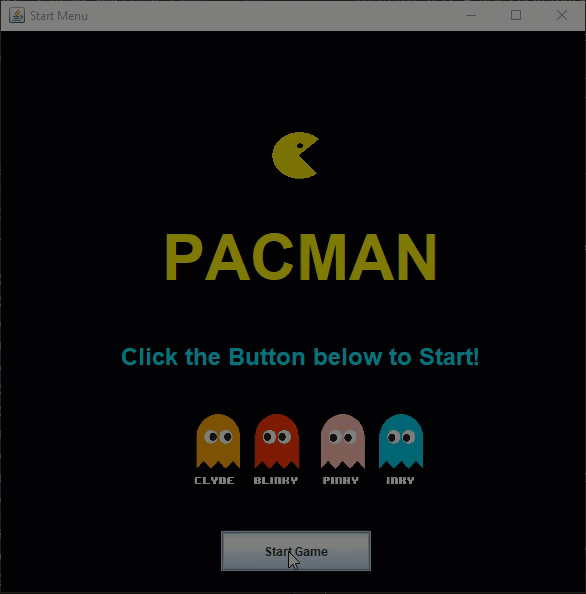 Start Menu
PACMAN
Click the Button below to Start!
CLYDE BLINKY PINKY INKY
Start Game